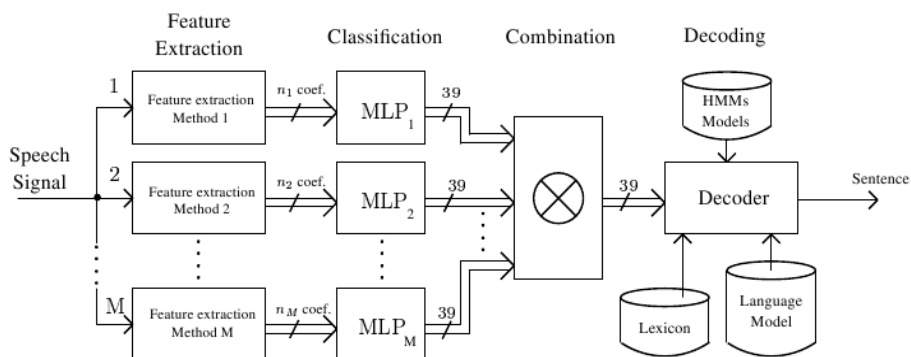 Feature
Extraction
Classification
Combination
Decoding
Speech
Signal
1
Feature extraction
Method 1
n₁ coef.
MLP₁
39
2
Feature extraction
Method 2
n₂ coef.
MLP₂
39
M
Feature extraction
Method M
n_M coef.
MLP_M
39
39
HMMs
Models
Decoder
Sentence
Lexicon
Language
Model